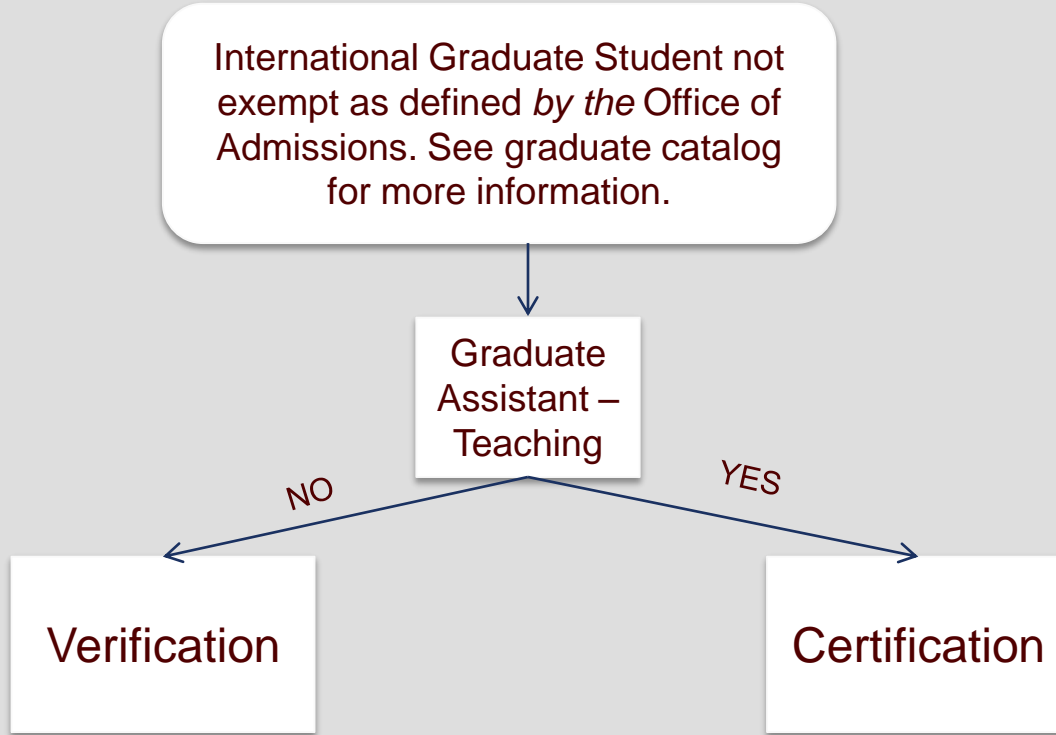 International Graduate Student not
exempt as defined by the Office of
Admissions. See graduate catalog
for more information.
Graduate
Assistant –
Teaching
NO
YES
Verification
Certification